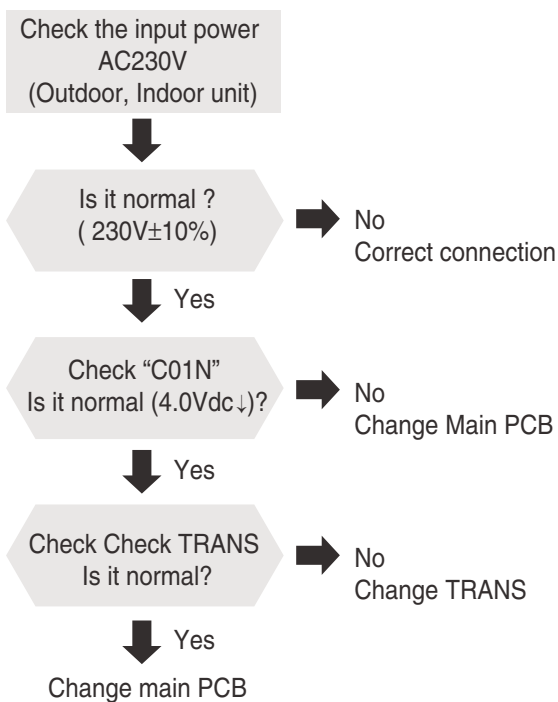 Check the input power
AC230V
(Outdoor, Indoor unit)
Is it normal ?
( 230V±10%)
No
Correct connection
Yes
Check “C01N”
Is it normal (4.0Vdc↓)?
No
Change Main PCB
Yes
Check Check TRANS
Is it normal?
No
Change TRANS
Yes
Change main PCB